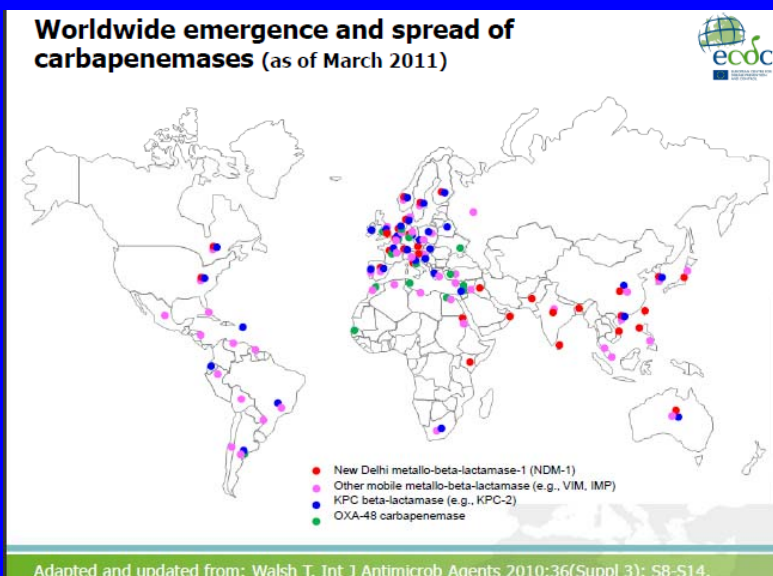 Worldwide emergence and spread of
carbapenemases (as of March 2011)
ecdc
New Delhi metallo-beta-lactamase-1 (NDM-1)
Other mobile metallo-beta-lactamase (e.g., VIM, IMP)
KPC beta-lactamase (e.g., KPC-2)
OXA-48 carbapenemase
Adapted and updated from: Walsh T. Int J Antimicrob Agents 2010;36(Suppl 3): S8-S14.